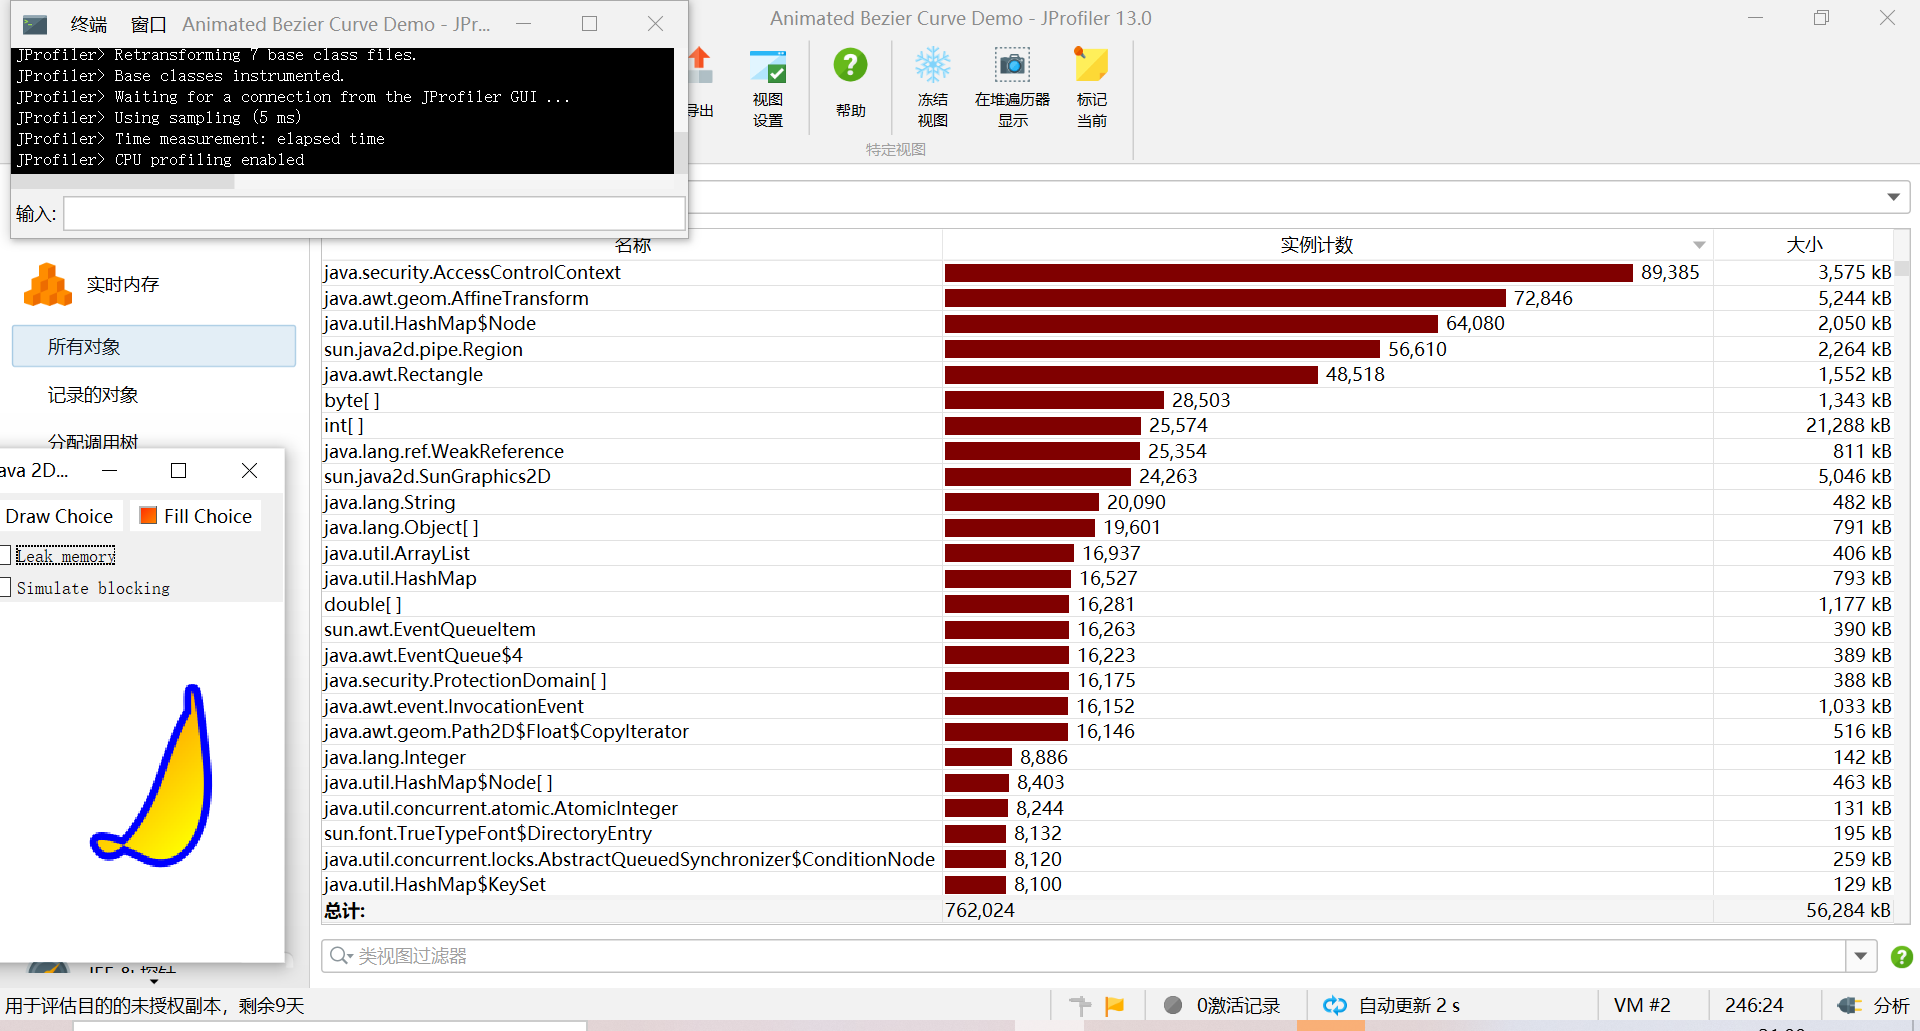 终端 窗口 Animated Bezier Curve Demo - JPr...
Animated Bezier Curve Demo - JProfiler 13.0
JProfiler> Retransforming 7 base class files.
JProfiler> Base classes instrumented.
JProfiler> Waiting for a connection from the JProfiler GUI ...
JProfiler> Using sampling (5 ms)
JProfiler> Time measurement: elapsed time
JProfiler> CPU profiling enabled
输入:
导出
视图设置
帮助
冻结视图
在堆遍历器显示
标记当前
特定视图
名称 实例计数 大小
java.security.AccessControlContext 89,385 3,575 kB
java.awt.geom.AffineTransform 72,846 5,244 kB
java.util.HashMap$Node 64,080 2,050 kB
sun.java2d.pipe.Region 56,610 2,264 kB
java.awt.Rectangle 48,518 1,552 kB
byte[ ] 28,503 1,343 kB
int[ ] 25,574 21,288 kB
java.lang.ref.WeakReference 25,354 811 kB
sun.java2d.SunGraphics2D 24,263 5,046 kB
java.lang.String 20,090 482 kB
java.lang.Object[ ] 19,601 791 kB
java.util.ArrayList 16,937 406 kB
java.util.HashMap 16,527 793 kB
double[ ] 16,281 1,177 kB
sun.awt.EventQueueItem 16,263 390 kB
java.awt.EventQueue$4 16,223 389 kB
java.security.ProtectionDomain[ ] 16,175 388 kB
java.awt.event.InvocationEvent 16,152 1,033 kB
java.awt.geom.Path2D$Float$CopyIterator 16,146 516 kB
java.lang.Integer 8,886 142 kB
java.util.HashMap$Node[ ] 8,403 463 kB
java.util.concurrent.atomic.AtomicInteger 8,244 131 kB
sun.font.TrueTypeFont$DirectoryEntry 8,132 195 kB
java.util.concurrent.locks.AbstractQueuedSynchronizer$ConditionNode 8,120 259 kB
java.util.HashMap$KeySet 8,100 129 kB
总计: 762,024 56,284 kB
类视图过滤器
实时内存
所有对象
记录的对象
分配调用树
ava 2D...
Draw Choice Fill Choice
Leak memory
Simulate blocking
用于评估目的的未授权副本，剩余9天
0激活记录 自动更新 2 s VM #2 246:24 分析